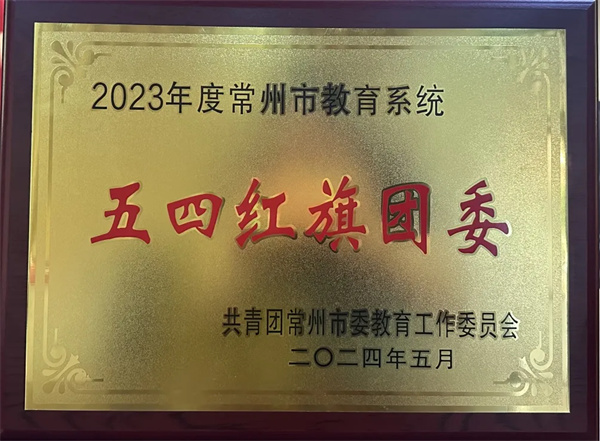 2023年度常州市教育系统
五四红旗团委
共青团常州市委教育工作委员会
二〇二四年五月